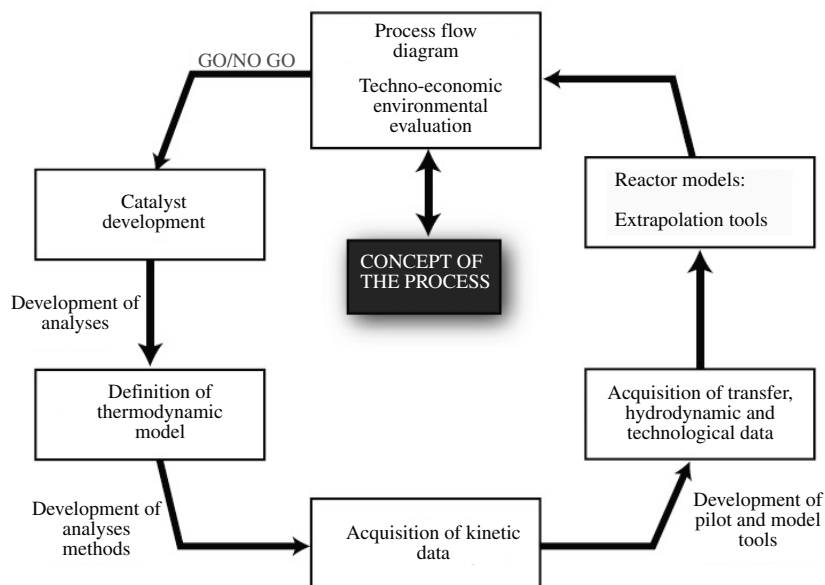 Process flow
diagram
Techno-economic
environmental
evaluation
GO/NO GO
Catalyst
development
Reactor models:
Extrapolation tools
CONCEPT OF
THE PROCESS
Development of
analyses
Definition of
thermodynamic
model
Acquisition of transfer,
hydrodynamic and
technological data
Development of
analyses
methods
Acquisition of kinetic
data
Development of
pilot and model
tools